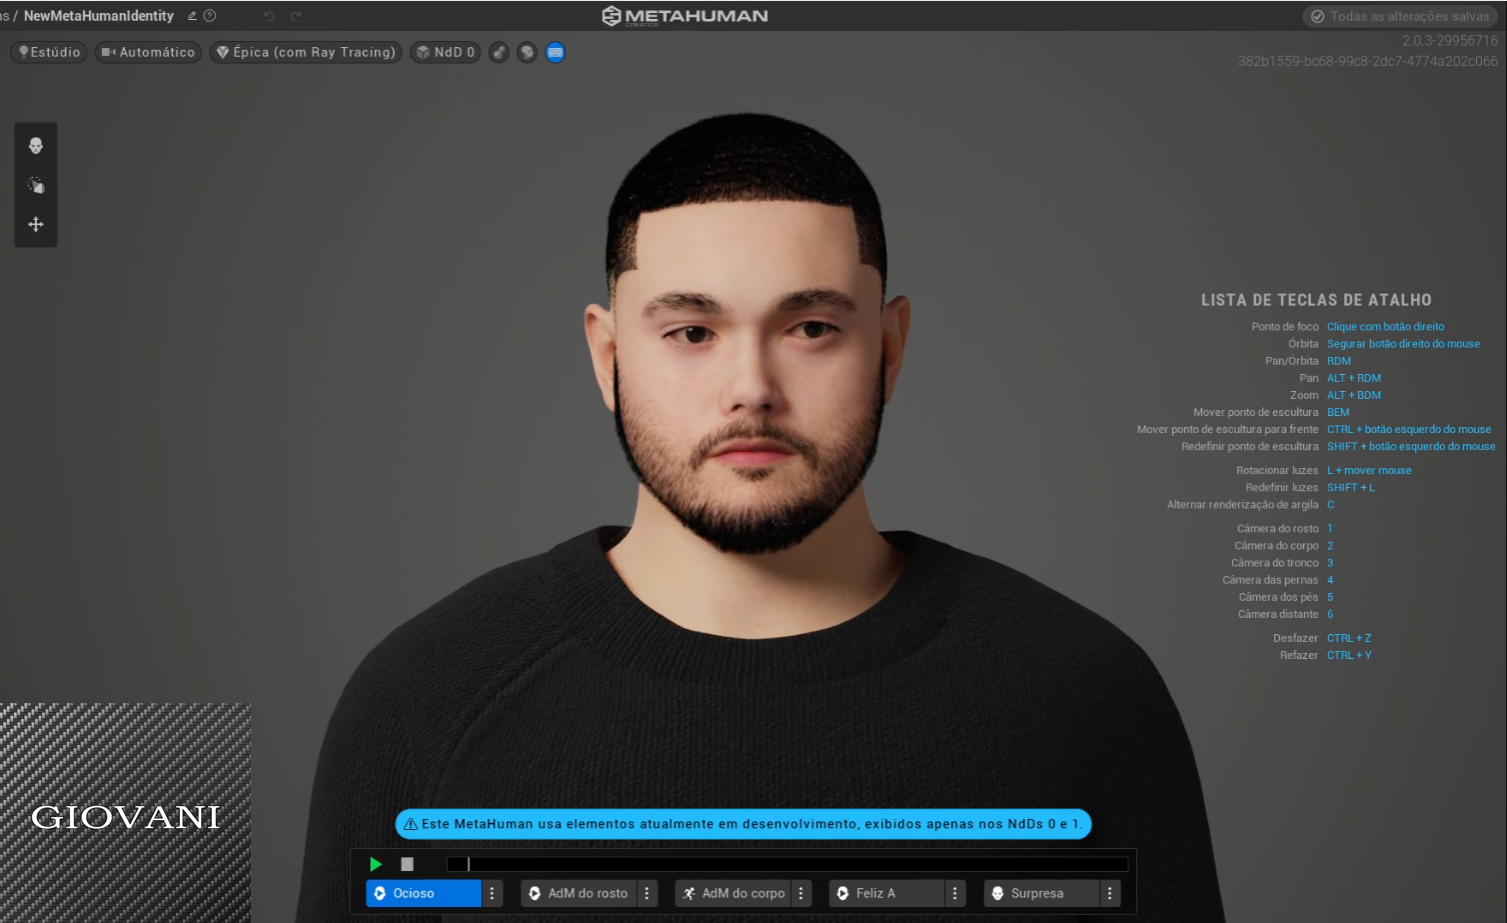 ns / NewMetaHumanIdentity
METAHUMAN
CREATOR
Todas as alterações salvas
Estúdio
Automático
Épica (com Ray Tracing)
NdD 0
2.0.3-29956716
382b1559-bc68-99c8-2dc7-4774a202c066
LISTA DE TECLAS DE ATALHO
Ponto de foco Clique com botão direito
Órbita Segurar botão direito do mouse
Pan/Órbita RDM
Pan ALT + RDM
Zoom ALT + BDM
Mover ponto de escultura BEM
Mover ponto de escultura para frente CTRL + botão esquerdo do mouse
Redefinir ponto de escultura SHIFT + botão esquerdo do mouse
Rotacionar luzes L + mover mouse
Redefinir luzes SHIFT + L
Alternar renderização de argila C
Câmera do rosto 1
Câmera do corpo 2
Câmera do tronco 3
Câmera das pernas 4
Câmera dos pés 5
Câmera distante 6
Desfazer CTRL + Z
Refazer CTRL + Y
GIOVANI
Este MetaHuman usa elementos atualmente em desenvolvimento, exibidos apenas nos NdDs 0 e 1.
Ocioso
AdM do rosto
AdM do corpo
Feliz A
Surpresa